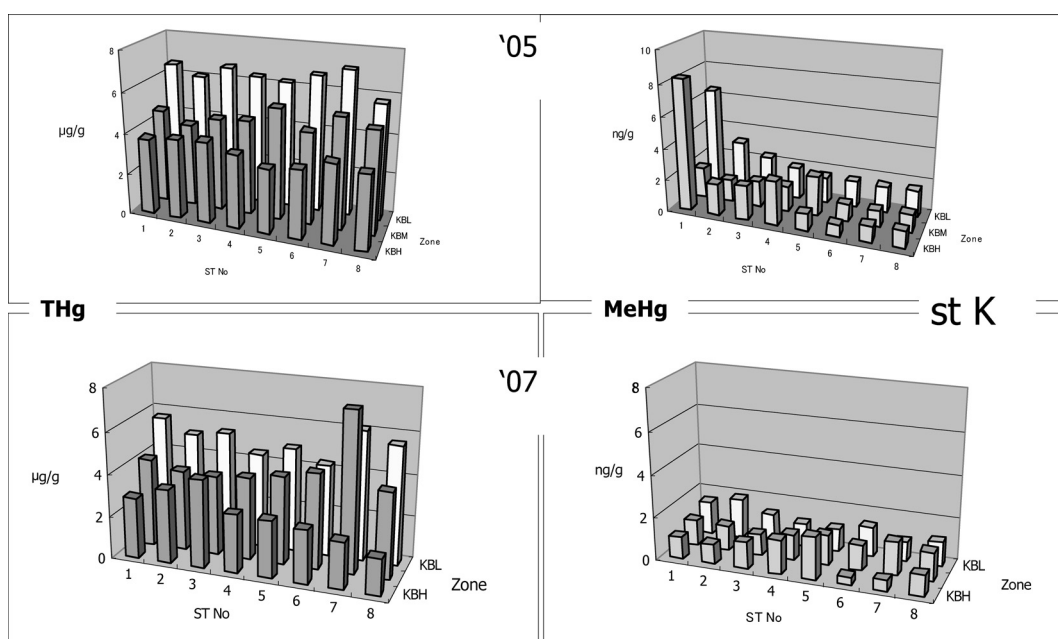 ‘05
8
6
4
2
0
µg/g
1 2 3 4 5 6 7 8
KBL
KBM
KBH
Zone
ST No
10
8
6
4
2
0
ng/g
1 2 3 4 5 6 7 8
KBL
KBM
KBH
Zone
ST No
THg
MeHg
st K
‘07
8
6
4
2
0
µg/g
1 2 3 4 5 6 7 8
KBL
KBH
Zone
ST No
8
6
4
2
0
ng/g
1 2 3 4 5 6 7 8
KBL
KBH
Zone
ST No